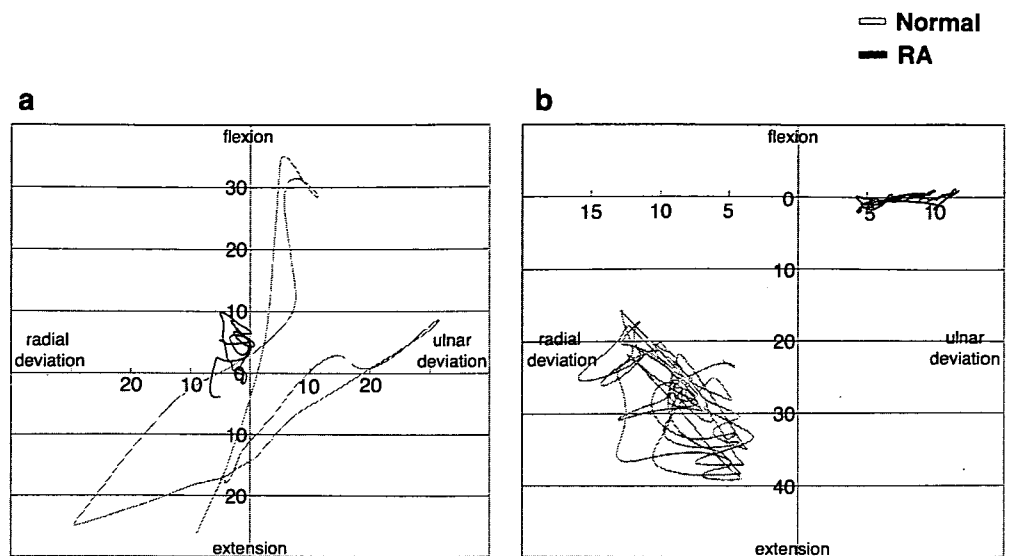 Normal
RA
a
flexion
30
20
10
radial deviation
ulnar deviation
20 10 0 10 20
10
20
extension
b
flexion
15 10 5 0 5 10
10
radial deviation
20
ulnar deviation
30
40
extension